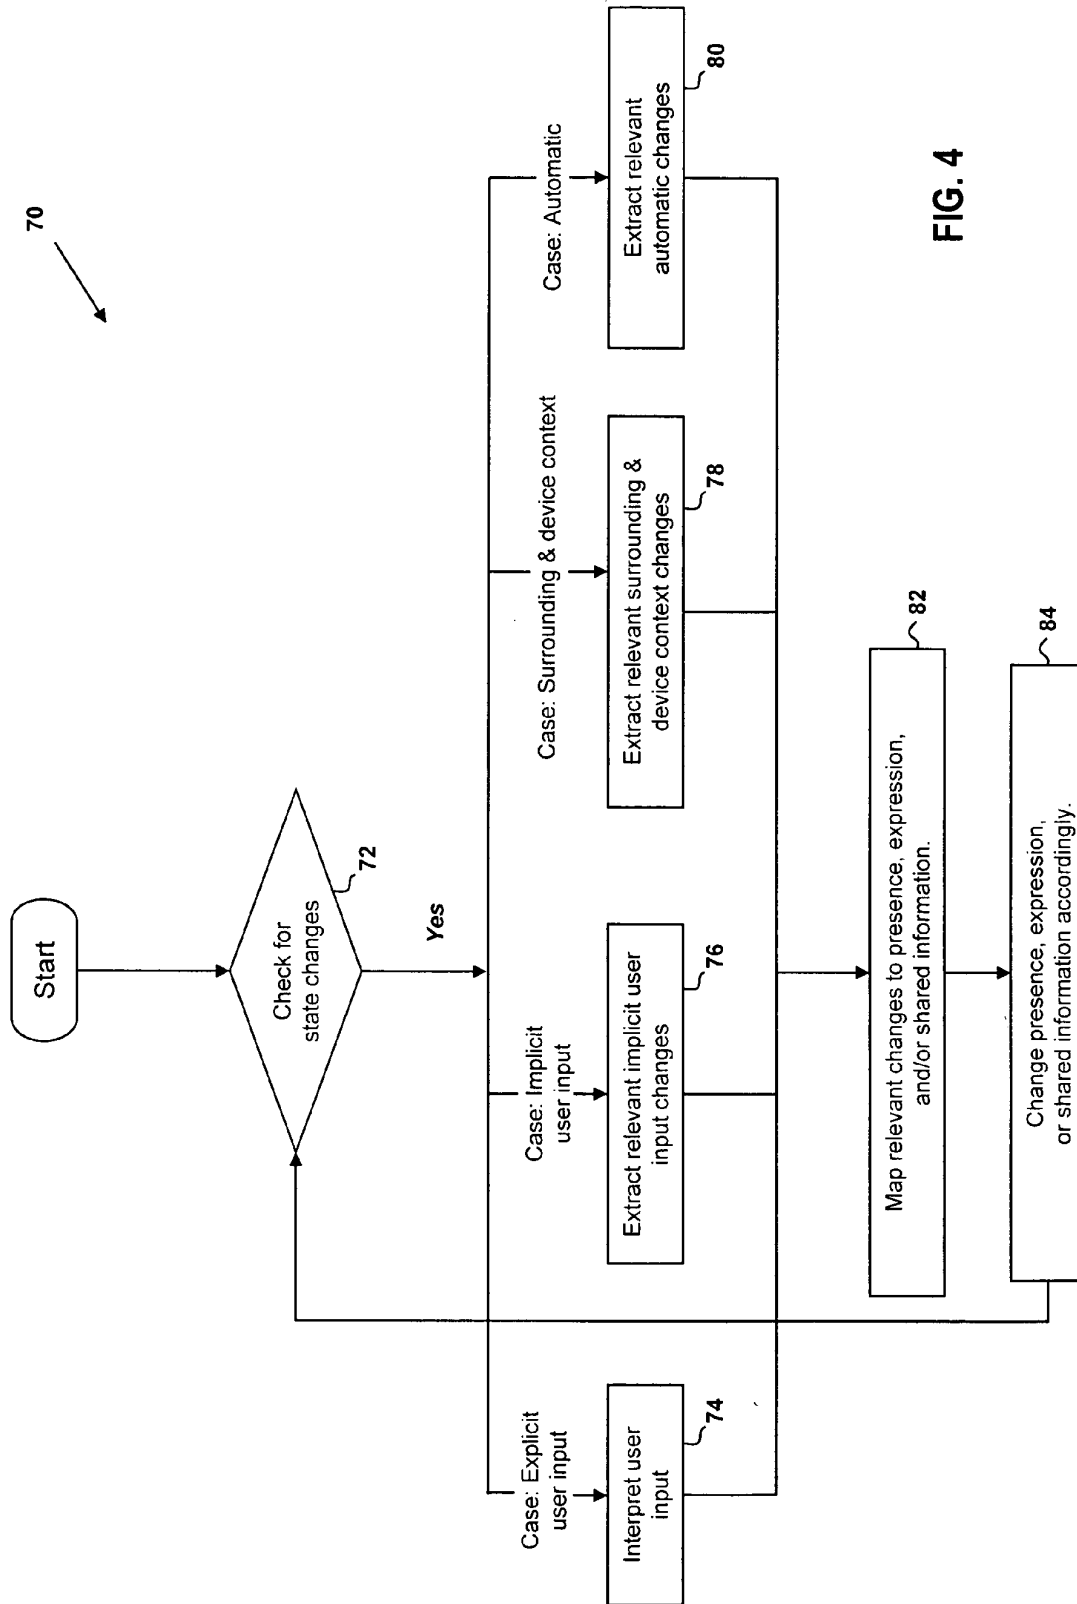 70
Start
Check for
state changes
72
Yes
Case: Explicit
user input
Case: Implicit
user input
Case: Surrounding & device context
Case: Automatic
Interpret user
input
74
Extract relevant implicit user
input changes
76
Extract relevant surrounding &
device context changes
78
Extract relevant
automatic changes
80
Map relevant changes to presence, expression,
and/or shared information.
82
Change presence, expression,
or shared information accordingly.
84
FIG. 4